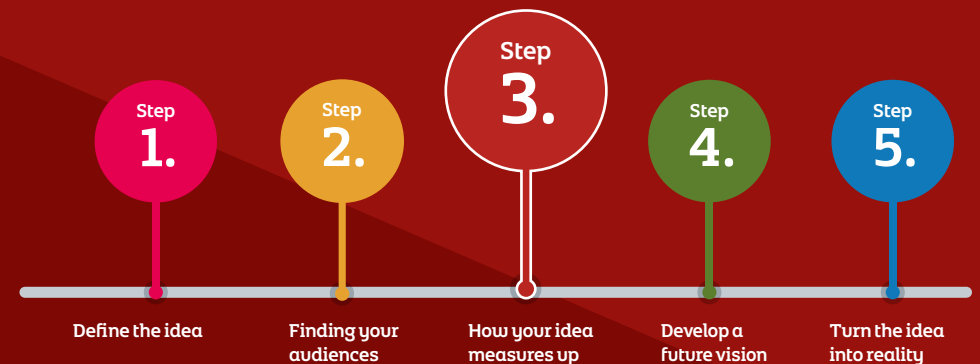 Step
1.
Step
2.
Step
3.
Step
4.
Step
5.
Define the idea
Finding your
audiences
How your idea
measures up
Develop a
future vision
Turn the idea
into reality